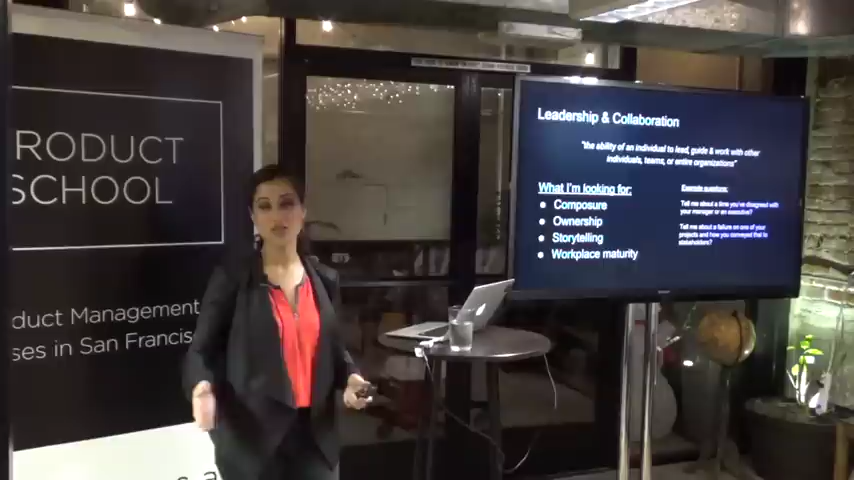 RODUCT
SCHOOL
duct Management
ses in San Francisc
Leadership & Collaboration
"the ability of an individual to lead, guide & work with other
individuals, teams, or entire organizations"
What I'm looking for:
Composure
Ownership
Storytelling
Workplace maturity
Example questions:
Tell me about a time you've disagreed with
your manager or an executive?
Tell me about a failure on one of your
projects and how you conveyed that to
stakeholders?